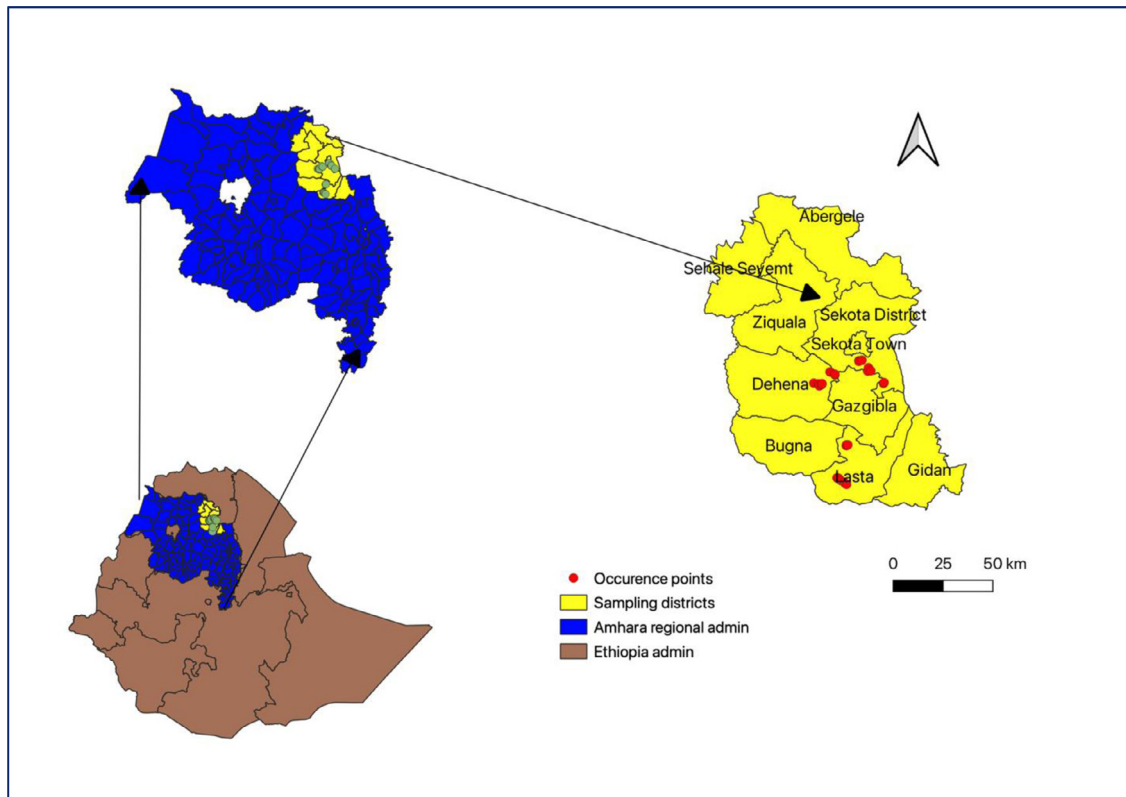 Abergele
Sehale Seyemt
Sekota District
Ziquala
Sekota Town
Dehena
Gazgibla
Bugna
Gidan
Lasta
0 25 50 km
Occurence points
Sampling districts
Amhara regional admin
Ethiopia admin